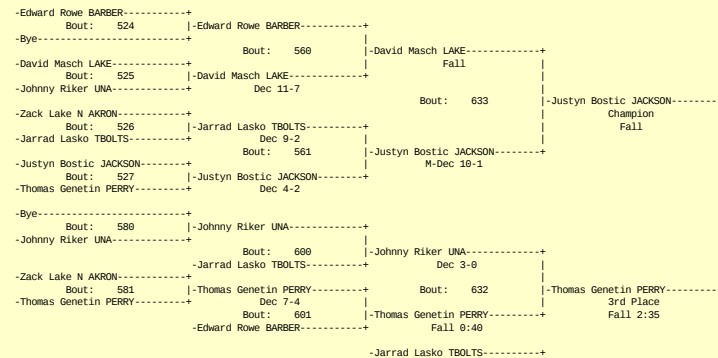 -Edward Rowe BARBER-----------+
Bout: 524 |-Edward Rowe BARBER-----------+
-Bye--------------------------+ |
Bout: 560 |-David Masch LAKE-------------+
-David Masch LAKE-------------+ | Fall |
Bout: 525 |-David Masch LAKE-------------+ |
-Johnny Riker UNA-------------+ Dec 11-7 |
Bout: 633 |-Justyn Bostic JACKSON--------
-Zack Lake N AKRON------------+ | Champion
Bout: 526 |-Jarrad Lasko TBOLTS----------+ | Fall
-Jarrad Lasko TBOLTS----------+ Dec 9-2 | |
Bout: 561 |-Justyn Bostic JACKSON--------+
-Justyn Bostic JACKSON--------+ | M-Dec 10-1
Bout: 527 |-Justyn Bostic JACKSON--------+
-Thomas Genetin PERRY---------+ Dec 4-2
-Bye--------------------------+
Bout: 580 |-Johnny Riker UNA-------------+
-Johnny Riker UNA-------------+ |
Bout: 600 |-Johnny Riker UNA-------------+
-Jarrad Lasko TBOLTS----------+ Dec 3-0 |
-Zack Lake N AKRON------------+ |
Bout: 581 |-Thomas Genetin PERRY---------+ Bout: 632 |-Thomas Genetin PERRY---------
-Thomas Genetin PERRY---------+ Dec 7-4 | | 3rd Place
Bout: 601 |-Thomas Genetin PERRY---------+ Fall 2:35
-Edward Rowe BARBER-----------+ Fall 0:40
-Jarrad Lasko TBOLTS----------+